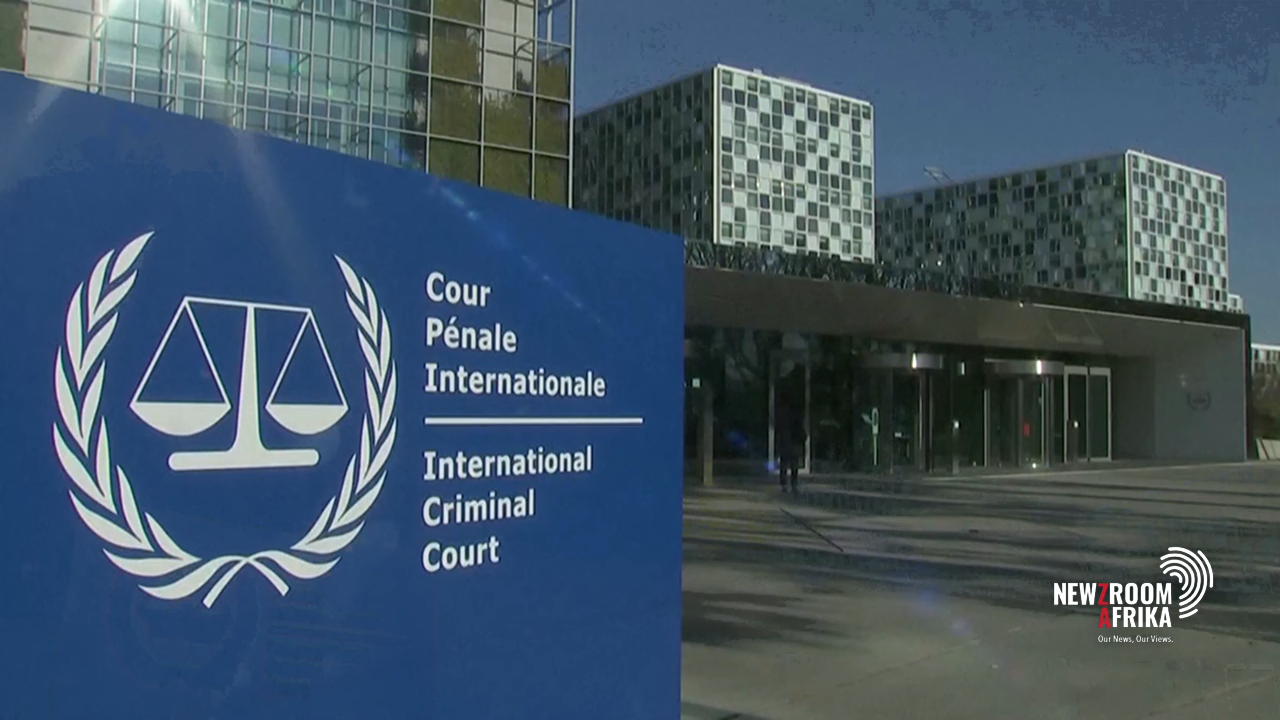 Cour
Pénale
Internationale
International
Criminal
Court
NEWZROOM
AFRIKA
Our News, Our Views.